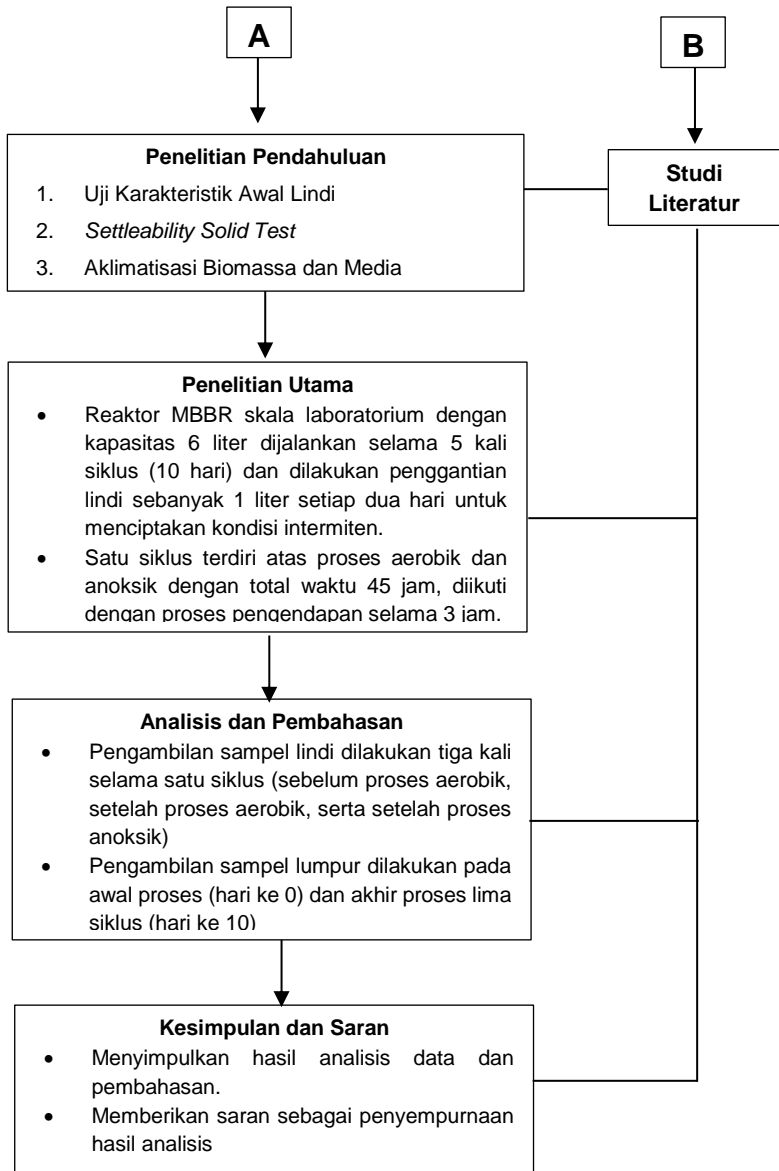 A
B
Penelitian Pendahuluan
1. Uji Karakteristik Awal Lindi
2. Settleability Solid Test
3. Aklimatisasi Biomassa dan Media
Studi
Literatur
Penelitian Utama
• Reaktor MBBR skala laboratorium dengan
kapasitas 6 liter dijalankan selama 5 kali
siklus (10 hari) dan dilakukan penggantian
lindi sebanyak 1 liter setiap dua hari untuk
menciptakan kondisi intermiten.
• Satu siklus terdiri atas proses aerobik dan
anoksik dengan total waktu 45 jam, diikuti
dengan proses pengendapan selama 3 jam.
Analisis dan Pembahasan
• Pengambilan sampel lindi dilakukan tiga kali
selama satu siklus (sebelum proses aerobik,
setelah proses aerobik, serta setelah proses
anoksik)
• Pengambilan sampel lumpur dilakukan pada
awal proses (hari ke 0) dan akhir proses lima
siklus (hari ke 10)
Kesimpulan dan Saran
• Menyimpulkan hasil analisis data dan
pembahasan.
• Memberikan saran sebagai penyempurnaan
hasil analisis